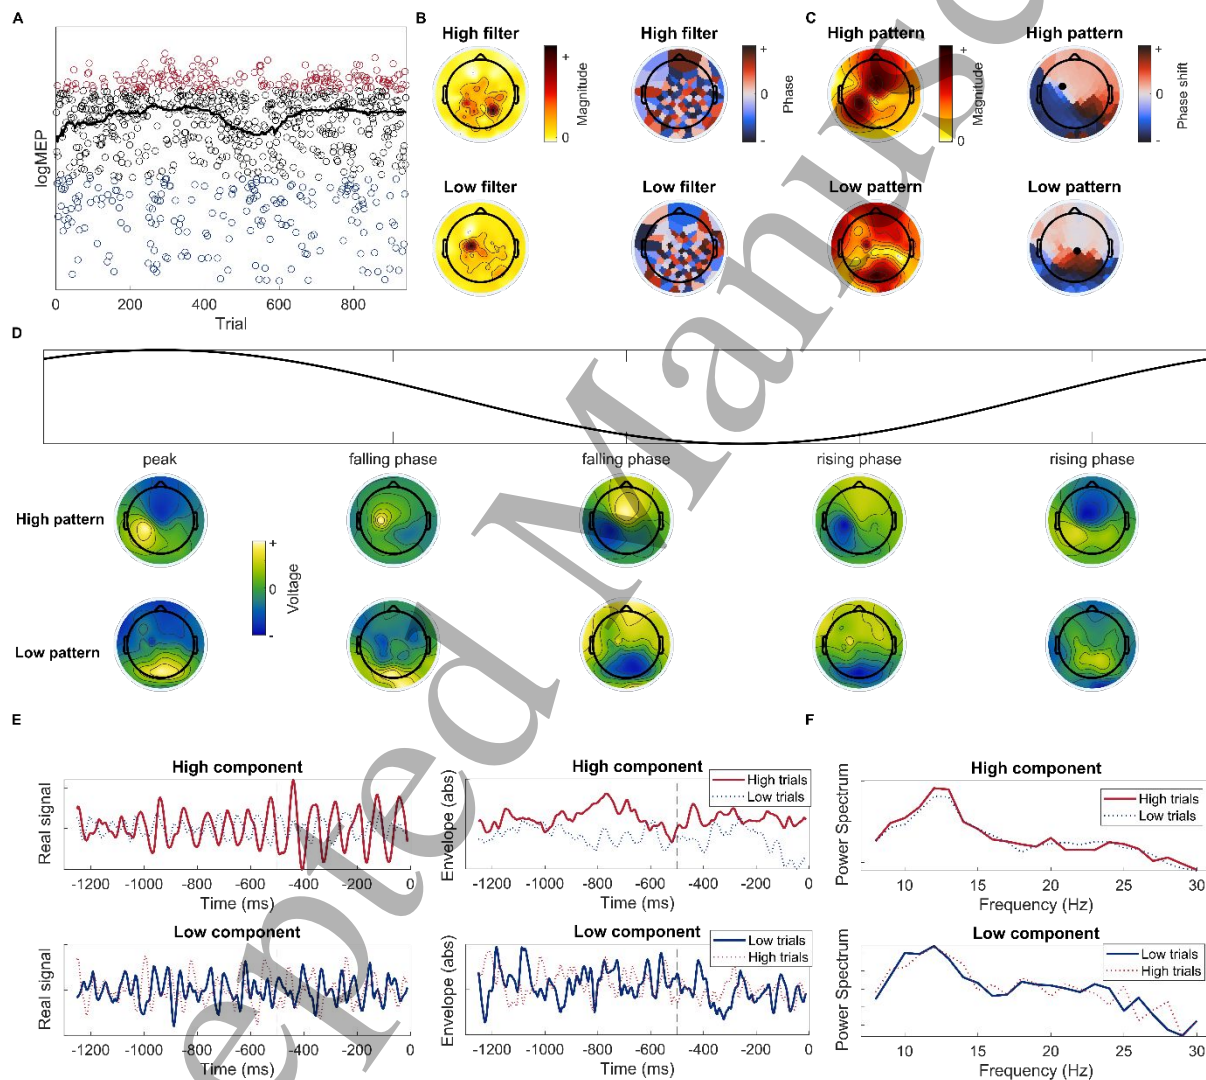 A
logMEP
0 200 400 600 800
Trial
B
High filter High filter
+ Magnitude 0
+ 0 - Phase
Low filter Low filter
C
High pattern High pattern
+ Magnitude 0
+ 0 - Phase shift
Low pattern Low pattern
D
peak falling phase falling phase rising phase rising phase
High pattern
+ 0 - Voltage
Low pattern
E
High component
Real signal
-1200 -1000 -800 -600 -400 -200 0
Time (ms)
High component
High trials
Low trials
Envelope (abs)
-1200 -1000 -800 -600 -400 -200 0
Time (ms)
Low component
Real signal
-1200 -1000 -800 -600 -400 -200 0
Time (ms)
Low component
Low trials
High trials
Envelope (abs)
-1200 -1000 -800 -600 -400 -200 0
Time (ms)
F
High component
High trials
Low trials
Power Spectrum
10 15 20 25 30
Frequency (Hz)
Low component
Low trials
High trials
Power Spectrum
10 15 20 25 30
Frequency (Hz)
epted Manus